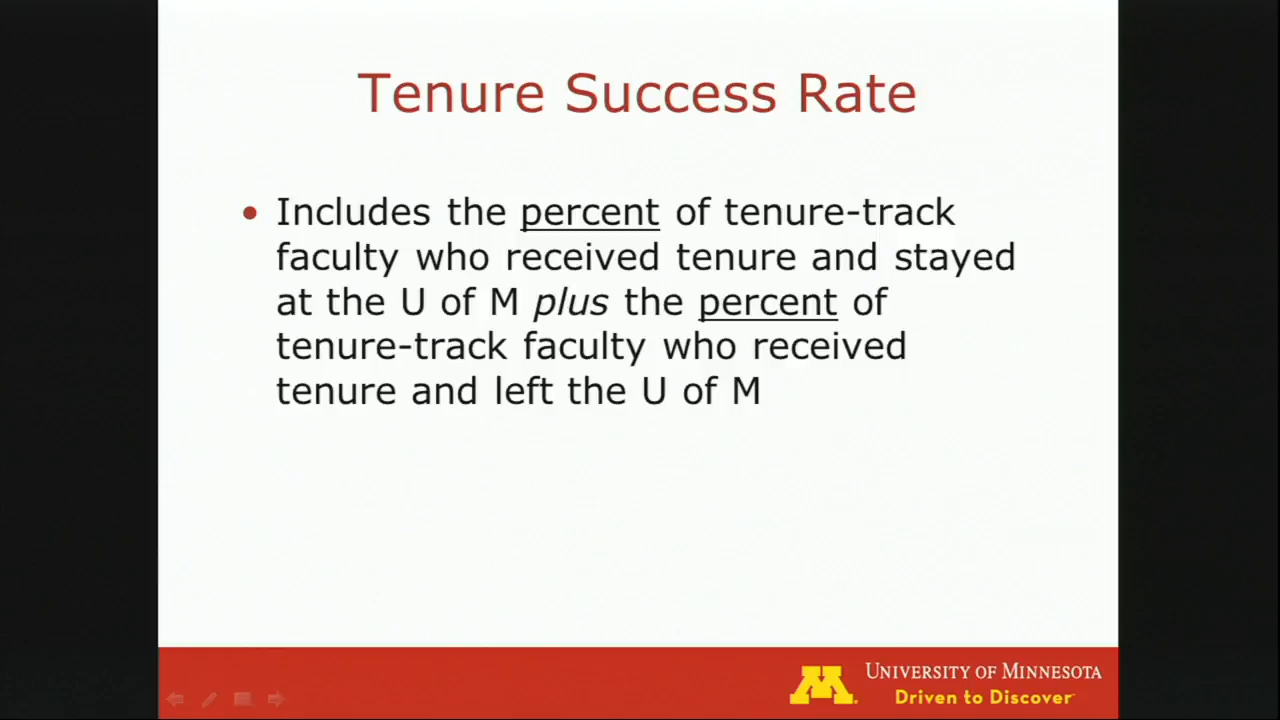 Tenure Success Rate
• Includes the percent of tenure-track
faculty who received tenure and stayed
at the U of M plus the percent of
tenure-track faculty who received
tenure and left the U of M
M
UNIVERSITY OF MINNESOTA
Driven to Discover